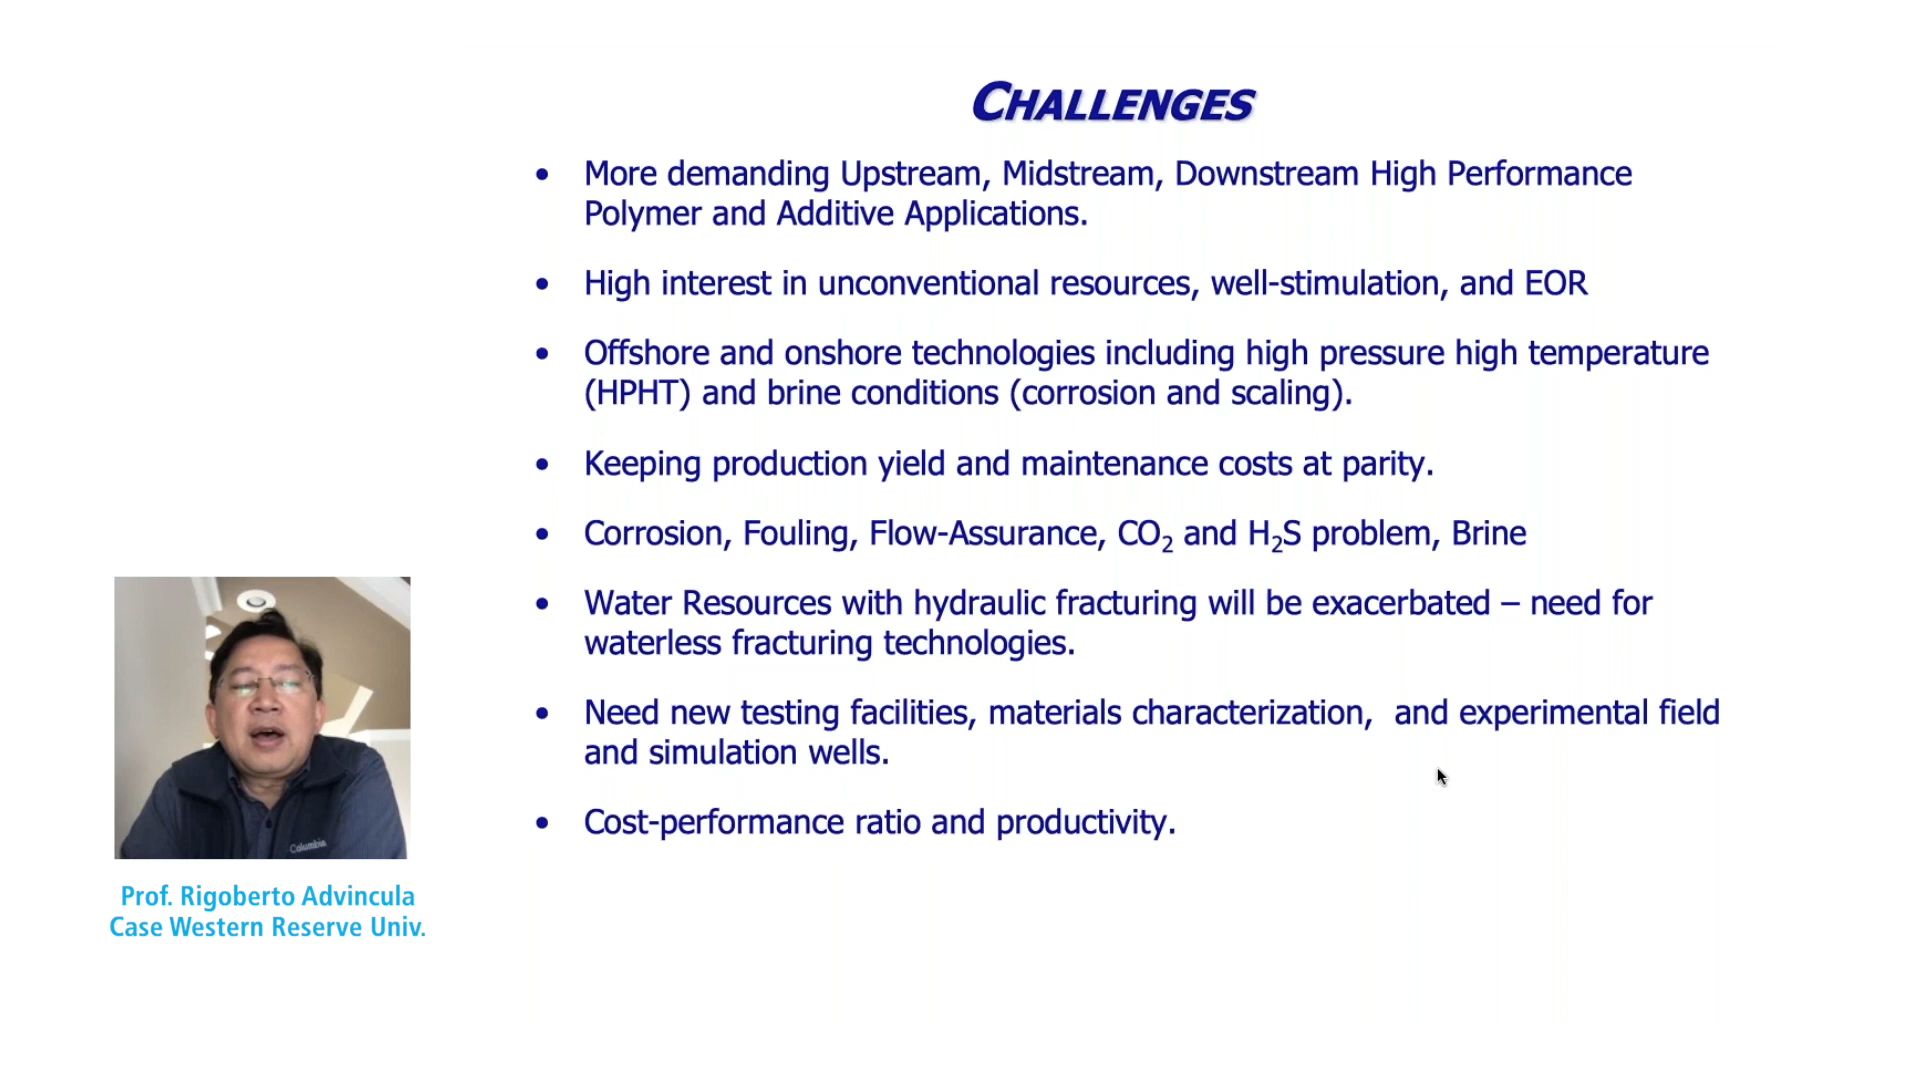 CHALLENGES
• More demanding Upstream, Midstream, Downstream High Performance
Polymer and Additive Applications.
• High interest in unconventional resources, well-stimulation, and EOR
• Offshore and onshore technologies including high pressure high temperature
(HPHT) and brine conditions (corrosion and scaling).
• Keeping production yield and maintenance costs at parity.
• Corrosion, Fouling, Flow-Assurance, CO₂ and H₂S problem, Brine
• Water Resources with hydraulic fracturing will be exacerbated – need for
waterless fracturing technologies.
• Need new testing facilities, materials characterization,  and experimental field
and simulation wells.
• Cost-performance ratio and productivity.
Columbia
Prof. Rigoberto Advincula
Case Western Reserve Univ.